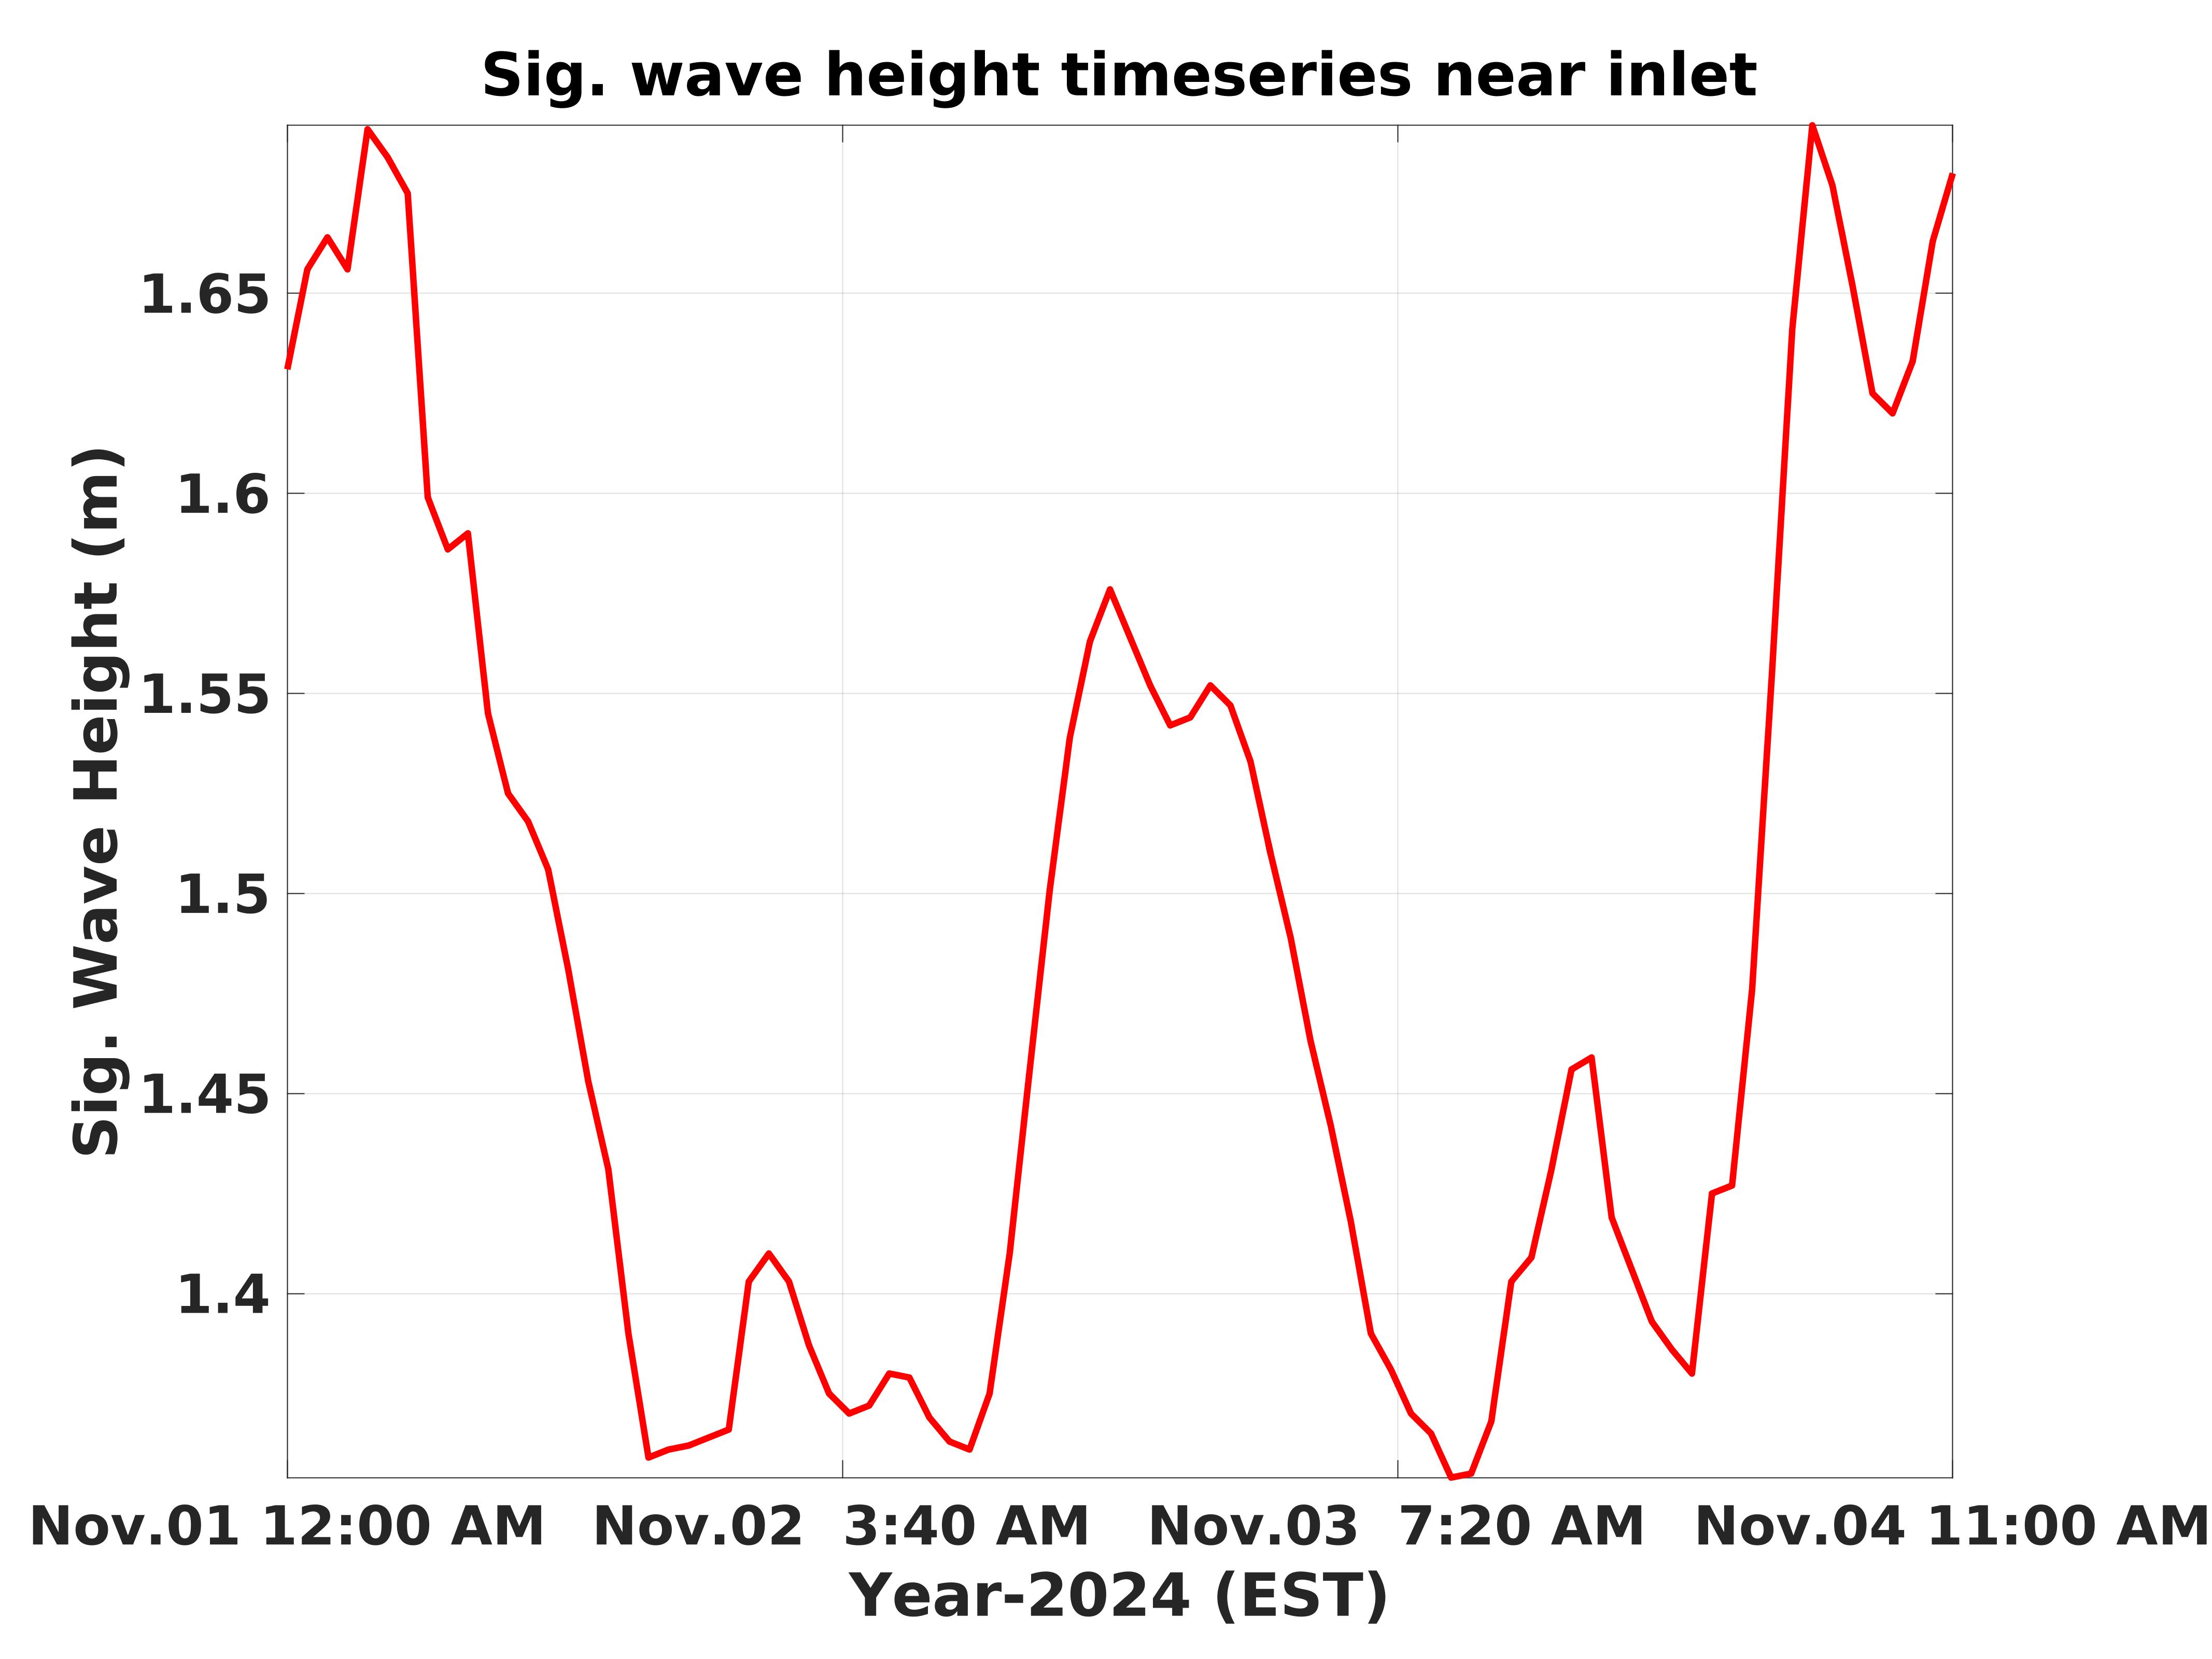 Sig. wave height timeseries near inlet
Sig. Wave Height (m)
1.65
1.6
1.55
1.5
1.45
1.4
Nov.01 12:00 AM Nov.02 3:40 AM Nov.03 7:20 AM Nov.04 11:00 AM
Year-2024 (EST)